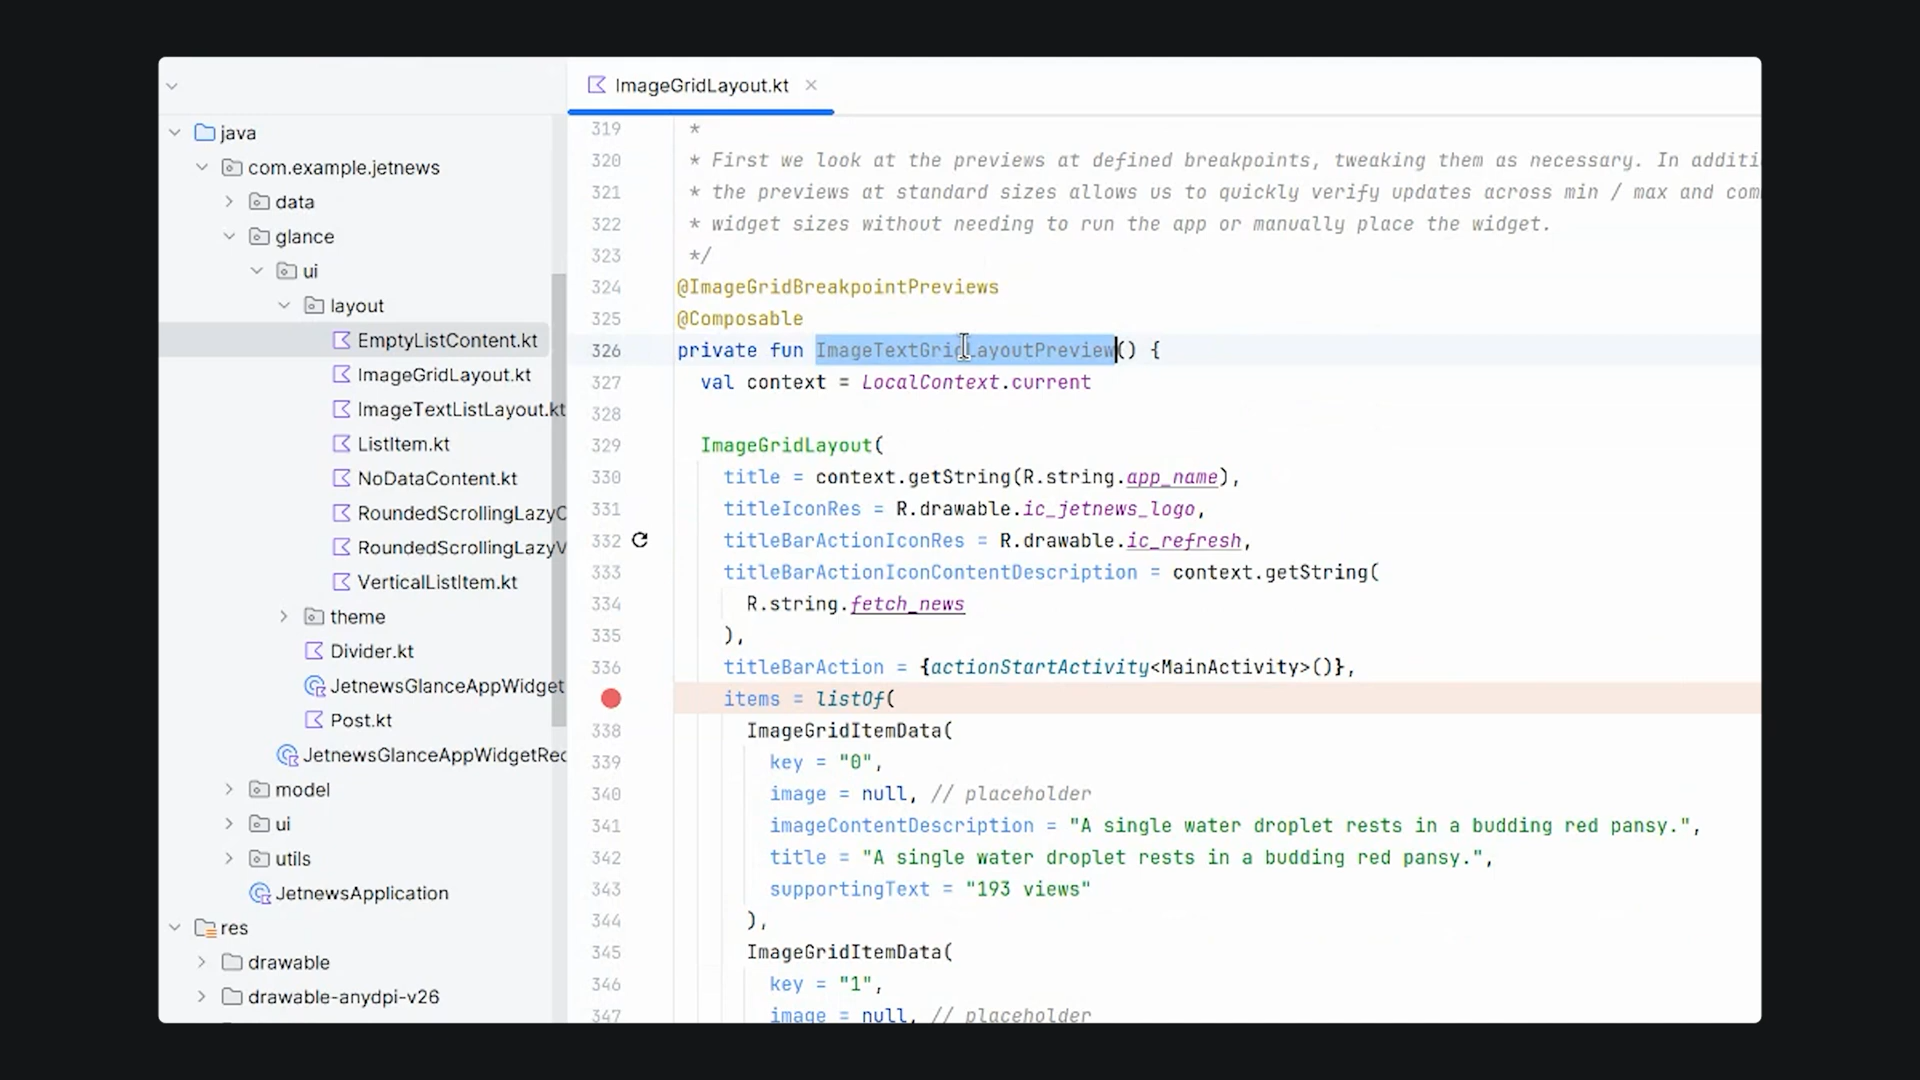 ImageGridLayout.kt
java
com.example.jetnews
data
glance
ui
layout
EmptyListContent.kt
ImageGridLayout.kt
ImageTextListLayout.kt
ListItem.kt
NoDataContent.kt
RoundedScrollingLazyC
RoundedScrollingLazyV
VerticalListItem.kt
theme
Divider.kt
JetnewsGlanceAppWidget
Post.kt
JetnewsGlanceAppWidgetRec
model
ui
utils
JetnewsApplication
res
drawable
drawable-anydpi-v26
319 *
320 * First we look at the previews at defined breakpoints, tweaking them as necessary. In additi
321 * the previews at standard sizes allows us to quickly verify updates across min / max and com
322 * widget sizes without needing to run the app or manually place the widget.
323 */
324 @ImageGridBreakpointPreviews
325 @Composable
326 private fun ImageTextGridLayoutPreview() {
327 val context = LocalContext.current
328
329 ImageGridLayout(
330 title = context.getString(R.string.app_name),
331 titleIconRes = R.drawable.ic_jetnews_logo,
332 titleBarActionIconRes = R.drawable.ic_refresh,
333 titleBarActionIconContentDescription = context.getString(
334 R.string.fetch_news
335 ),
336 titleBarAction = {actionStartActivity<MainActivity>()},
items = listOf(
338 ImageGridItemData(
339 key = "0",
340 image = null, // placeholder
341 imageContentDescription = "A single water droplet rests in a budding red pansy.",
342 title = "A single water droplet rests in a budding red pansy.",
343 supportingText = "193 views"
344 ),
345 ImageGridItemData(
346 key = "1",
347 image = null, // placeholder